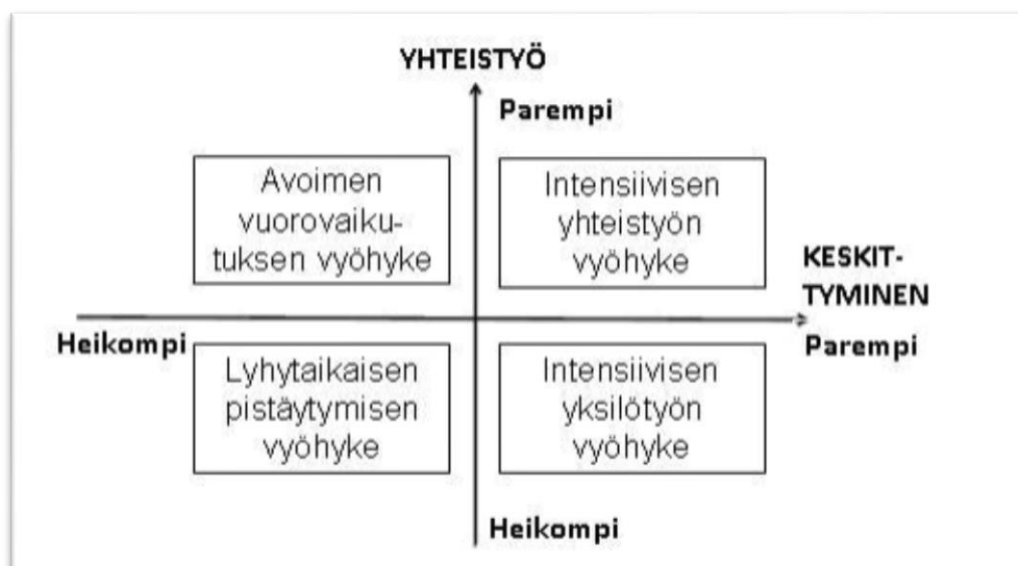 YHTEISTYÖ
Parempi
Avoimen
vuorovaiku-
tuksen vyöhyke
Intensiivisen
yhteistyön
vyöhyke
KESKIT-
TYMINEN
Heikompi
Parempi
Lyhytaikaisen
pistäytymisen
vyöhyke
Intensiivisen
yksilötyön
vyöhyke
Heikompi